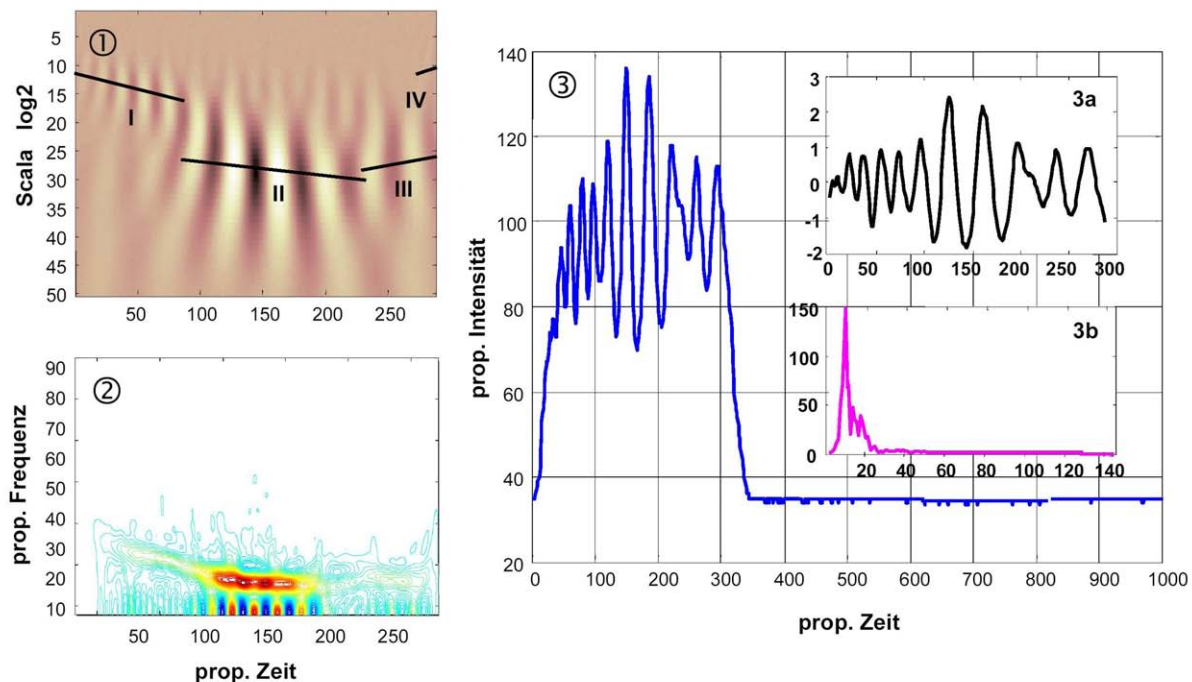 ①
5
10
15
20
25
30
35
40
45
50
Scala log2
I
II
III
IV
50 100 150 200 250
②
90
80
70
60
50
40
30
20
10
prop. Frequenz
50 100 150 200 250
prop. Zeit
③
140
120
100
80
60
40
20
prop. Intensität
0 100 200 300 400 500 600 700 800 900 1000
prop. Zeit
3a
3
2
1
0
-1
-2
0 50 100 150 200 250 300
3b
150
100
50
0
20 40 60 80 100 120 140